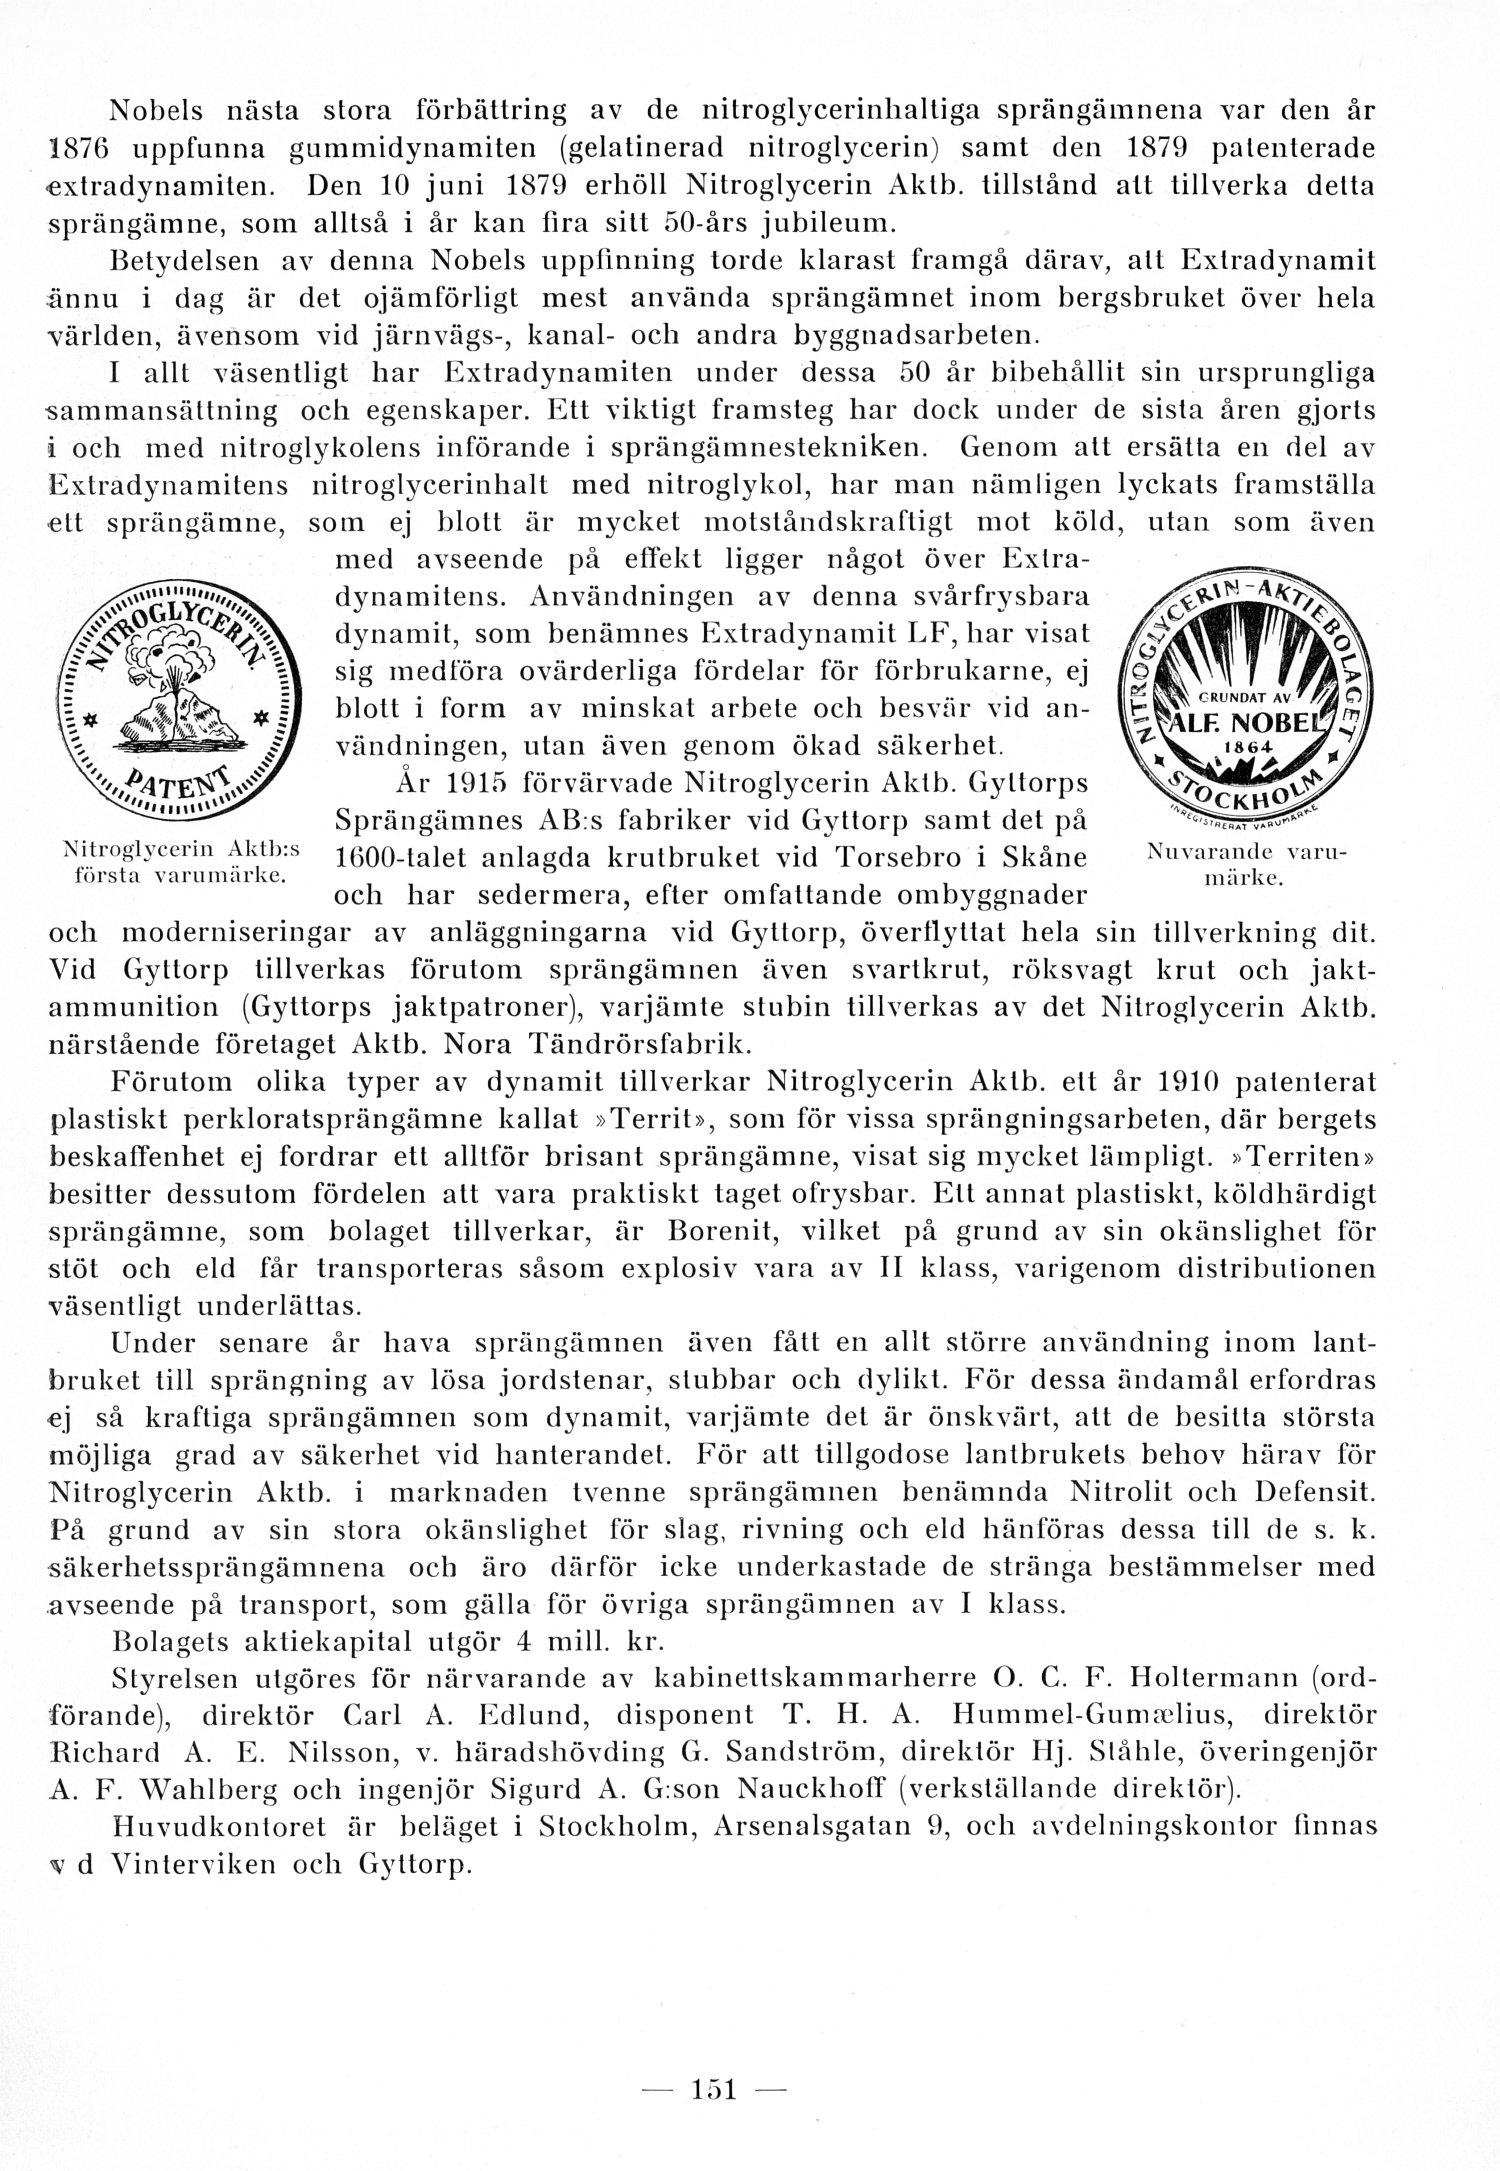 Nobels nästa stora förbättring av de nitroglycerinhaltiga sprängämnena var den år
1876 uppfunna gummidynamiten (gelatinerad nitroglycerin) samt den 1879 patenterade
extradynamiten. Den 10 juni 1879 erhöll Nitroglycerin Aktb. tillstånd att tillverka detta
sprängämne, som alltså i år kan fira sitt 50-års jubileum.
Betydelsen av denna Nobels uppfinning torde klarast framgå därav, att Extradynamit
ännu i dag är det ojämförligt mest använda sprängämnet inom bergsbruket över hela
världen, ävensom vid järnvägs-, kanal- och andra byggnadsarbeten.
I allt väsentligt har Extradynamiten under dessa 50 år bibehållit sin ursprungliga
sammansättning och egenskaper. Ett viktigt framsteg har dock under de sista åren gjorts
i och med nitroglykolens införande i sprängämnestekniken. Genom att ersätta en del av
Extradynamitens nitroglycerinhalt med nitroglykol, har man nämligen lyckats framställa
ett sprängämne, som ej blott är mycket motståndskraftigt mot köld, utan som även
med avseende på effekt ligger något över Extra-
dynamitens. Användningen av denna svårfrysbara
dynamit, som benämnes Extradynamit LF, har visat
sig medföra ovärderliga fördelar för förbrukarne, ej
blott i form av minskat arbete och besvär vid an-
vändningen, utan även genom ökad säkerhet.
År 1915 förvärvade Nitroglycerin Aktb. Gyttorps
Sprängämnes AB:s fabriker vid Gyttorp samt det på
1600-talet anlagda krutbruket vid Torsebro i Skåne
och har sedermera, efter omfattande ombyggnader
NITROGLYCERIN.
PATENT
Nitroglycerin Aktb:s
första varumärke.
NITROGLYCERIN-AKTIEBOLAGET
GRUNDAT AV
ALF. NOBEL
1864
STOCKHOLM
INREGISTRERAT VARUMÄRKE
Nuvarande varu-
märke.
och moderniseringar av anläggningarna vid Gyttorp, överflyttat hela sin tillverkning dit.
Vid Gyttorp tillverkas förutom sprängämnen även svartkrut, röksvagt krut och jakt-
ammunition (Gyttorps jaktpatroner), varjämte stubin tillverkas av det Nitroglycerin Aktb.
närstående företaget Aktb. Nora Tändrörsfabrik.
Förutom olika typer av dynamit tillverkar Nitroglycerin Aktb. ett år 1910 patenterat
plastiskt perkloratsprängämne kallat »Territ», som för vissa sprängningsarbeten, där bergets
beskaffenhet ej fordrar ett alltför brisant sprängämne, visat sig mycket lämpligt. »Territen»
besitter dessutom fördelen att vara praktiskt taget ofrysbar. Ett annat plastiskt, köldhärdigt
sprängämne, som bolaget tillverkar, är Borenit, vilket på grund av sin okänslighet för
stöt och eld får transporteras såsom explosiv vara av II klass, varigenom distributionen
väsentligt underlättas.
Under senare år hava sprängämnen även fått en allt större användning inom lant-
bruket till sprängning av lösa jordstenar, stubbar och dylikt. För dessa ändamål erfordras
ej så kraftiga sprängämnen som dynamit, varjämte det är önskvärt, att de besitta största
möjliga grad av säkerhet vid hanterandet. För att tillgodose lantbrukets behov härav för
Nitroglycerin Aktb. i marknaden tvenne sprängämnen benämnda Nitrolit och Defensit.
På grund av sin stora okänslighet för slag, rivning och eld hänföras dessa till de s. k.
säkerhetssprängämnena och äro därför icke underkastade de stränga bestämmelser med
avseende på transport, som gälla för övriga sprängämnen av I klass.
Bolagets aktiekapital utgör 4 mill. kr.
Styrelsen utgöres för närvarande av kabinettskammarherre O. C. F. Holtermann (ord-
förande), direktör Carl A. Edlund, disponent T. H. A. Hummel-Gumælius, direktör
Richard A. E. Nilsson, v. häradshövding G. Sandström, direktör Hj. Ståhle, överingenjör
A. F. Wahlberg och ingenjör Sigurd A. G:son Nauckhoff (verkställande direktör).
Huvudkontoret är beläget i Stockholm, Arsenalsgatan 9, och avdelningskontor finnas
v d Vinterviken och Gyttorp.
— 151 —